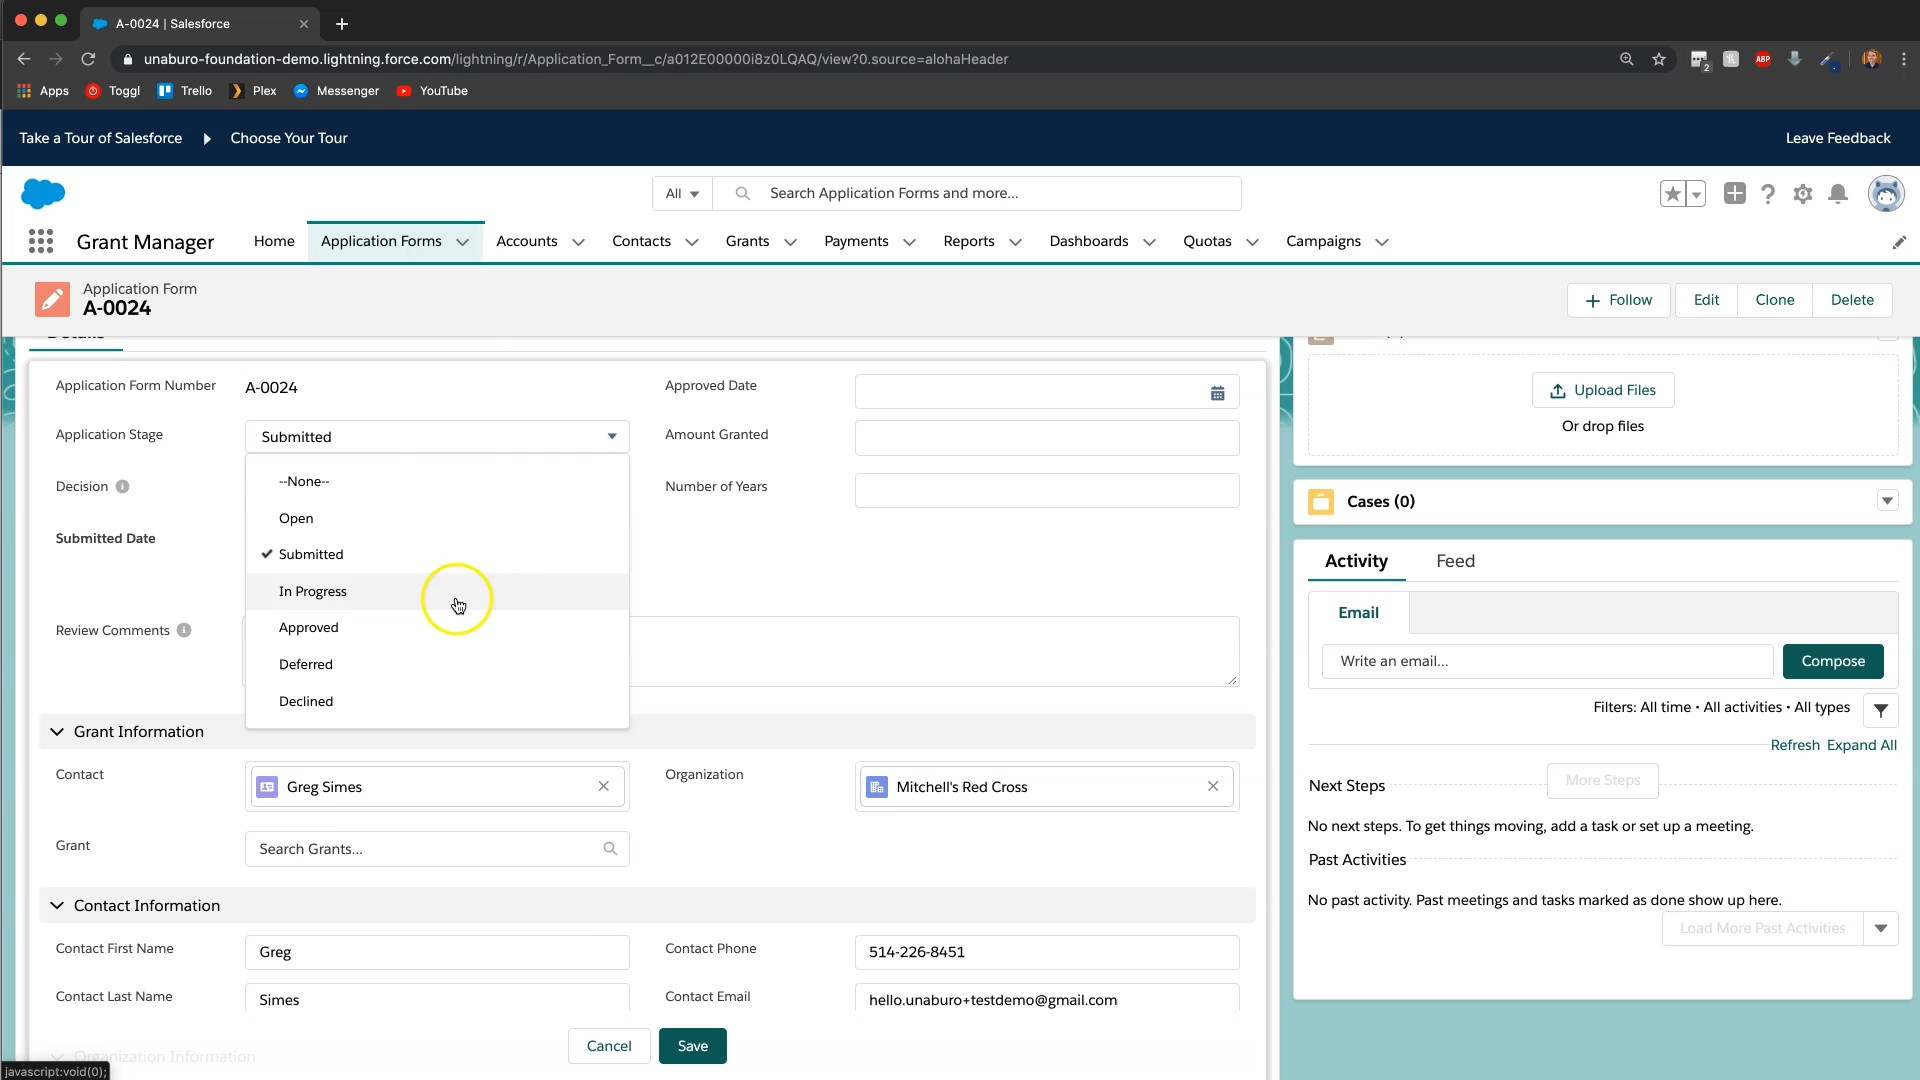 A-0024 | Salesforce
unaburo-foundation-demo.lightning.force.com/lightning/r/Application_Form__c/a012E00000i8z0LQAQ/view?0.source=alohaHeader
2
ABP
Apps Toggl Trello Plex Messenger YouTube
Take a Tour of Salesforce Choose Your Tour Leave Feedback
All Search Application Forms and more...
Grant Manager Home Application Forms Accounts Contacts Grants Payments Reports Dashboards Quotas Campaigns
Application Form
A-0024
Follow Edit Clone Delete
Details
Application Form Number A-0024 Approved Date
Upload Files
Or drop files
Application Stage Submitted Amount Granted
--None--
Decision Number of Years
Cases (0)
Open
Submitted Date
Submitted
Activity Feed
In Progress
Email
Approved
Review Comments
Write an email... Compose
Deferred
Declined
Filters: All time • All activities • All types
Refresh Expand All
Grant Information
Contact Greg Simes Organization Mitchell's Red Cross
Next Steps More Steps
No next steps. To get things moving, add a task or set up a meeting.
Grant Search Grants...
Past Activities
No past activity. Past meetings and tasks marked as done show up here.
Load More Past Activities
Contact Information
Contact First Name Greg Contact Phone 514-226-8451
Contact Last Name Simes Contact Email hello.unaburo+testdemo@gmail.com
Cancel Save
Organization Information
javascript:void(0);